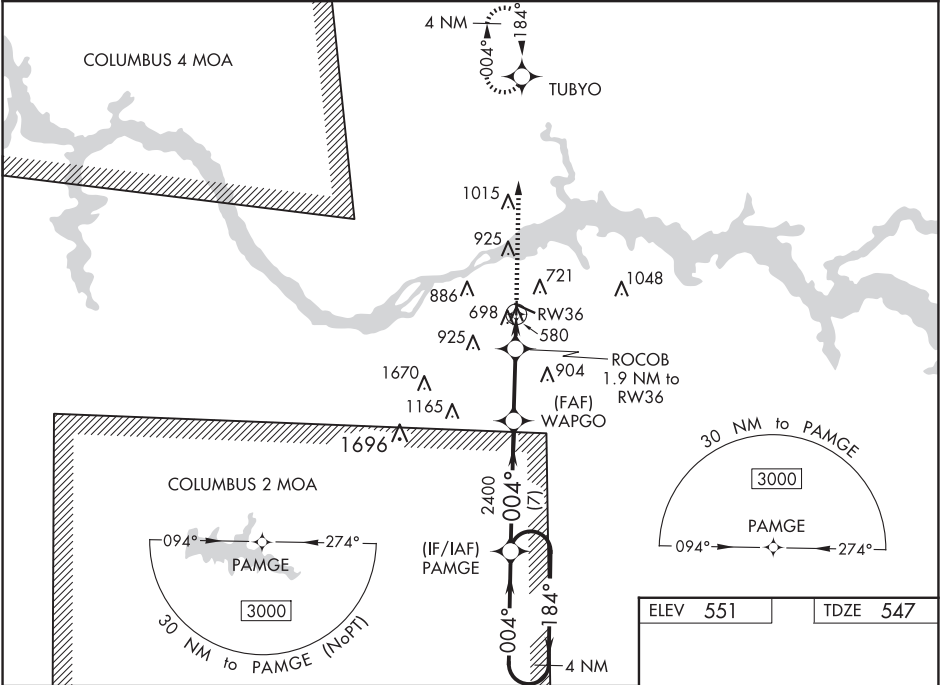 4 NM
184°
004°
TUBYO
COLUMBUS 4 MOA
1015
925
721
1048
886
698
RW36
580
925
ROCOB
1.9 NM to
RW36
904
1670
(FAF)
WAPGO
1165
1696
COLUMBUS 2 MOA
2400
004°
(7)
094°
274°
PAMGE
3000
30 NM to PAMGE (NoPT)
(IF/IAF)
PAMGE
004°
184°
4 NM
30 NM to PAMGE
3000
PAMGE
094°
274°
ELEV 551
TDZE 547